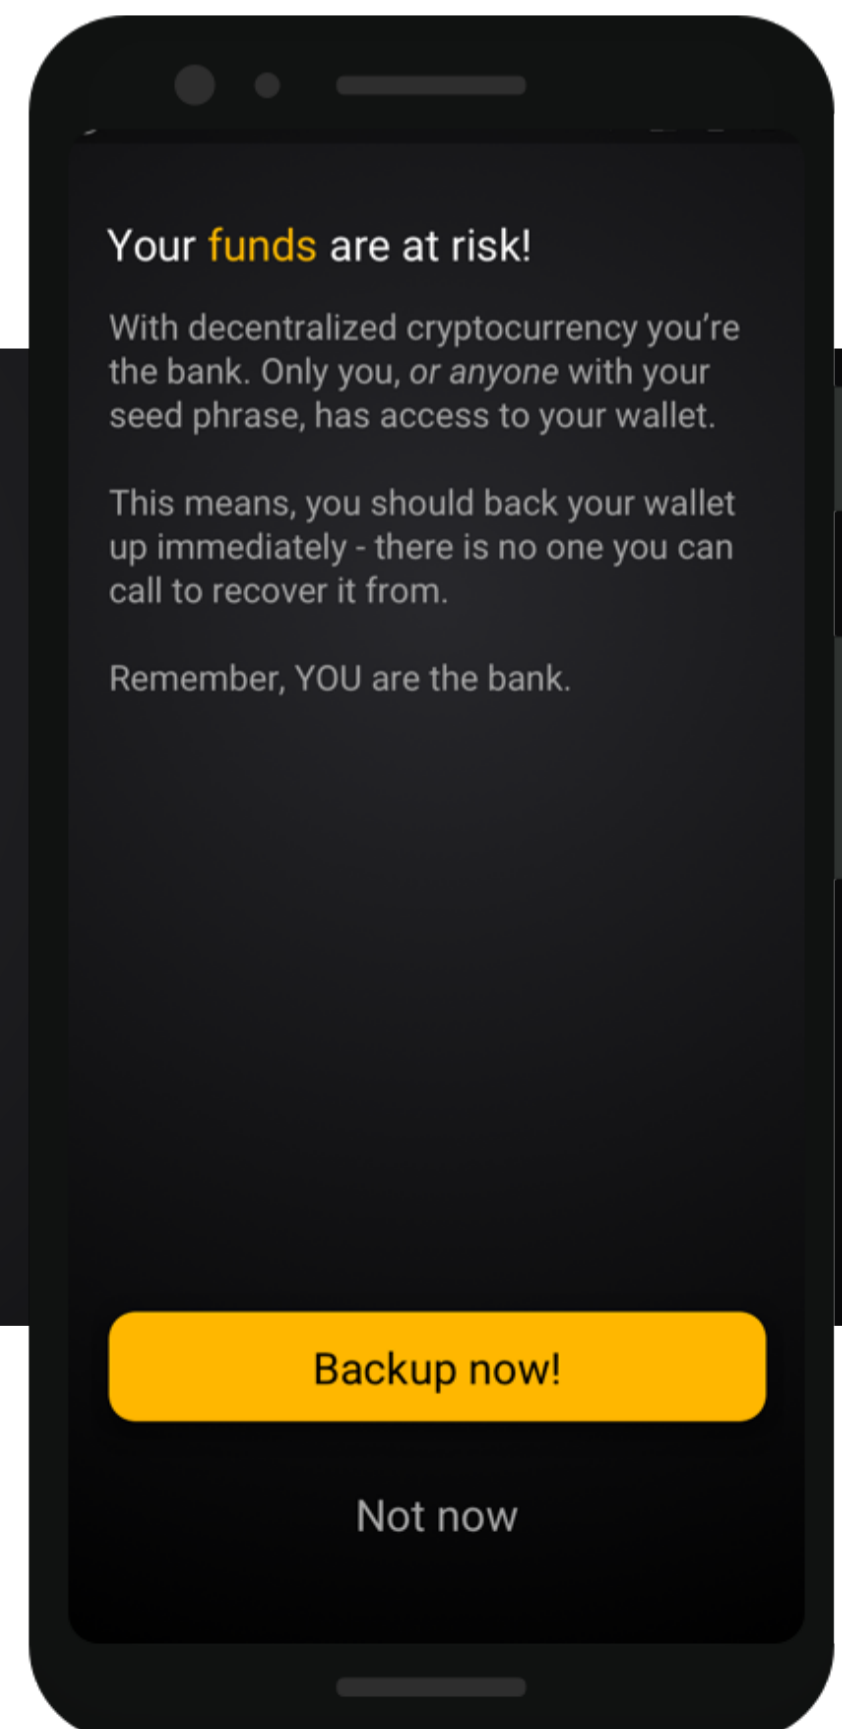 Your funds are at risk!
With decentralized cryptocurrency you’re
the bank. Only you, or anyone with your
seed phrase, has access to your wallet.
This means, you should back your wallet
up immediately - there is no one you can
call to recover it from.
Remember, YOU are the bank.
Backup now!
Not now